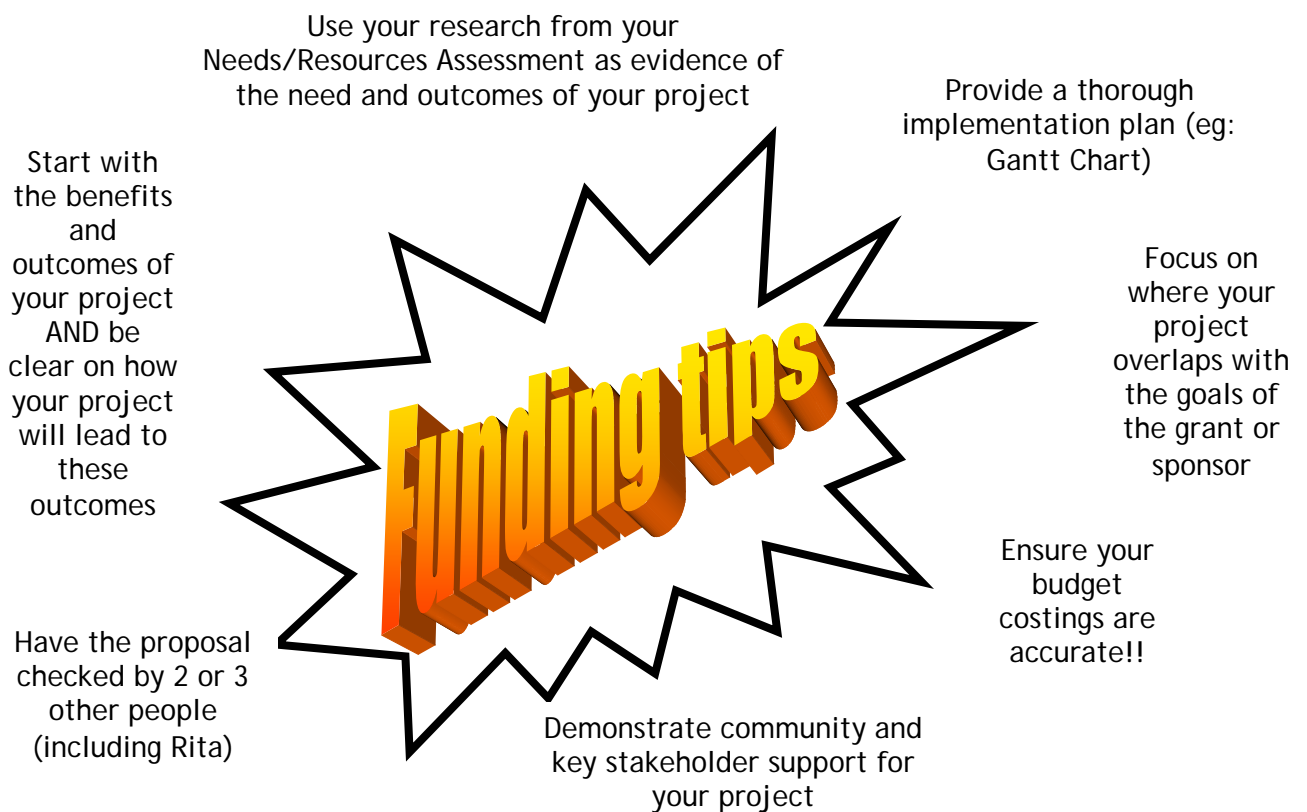 Use your research from your
Needs/Resources Assessment as evidence of
the need and outcomes of your project
Provide a thorough
implementation plan (eg:
Gantt Chart)
Start with
the benefits
and
outcomes of
your project
AND be
clear on how
your project
will lead to
these
outcomes
Focus on
where your
project
overlaps with
the goals of
the grant or
sponsor
Funding tips
Ensure your
budget
costings are
accurate!!
Have the proposal
checked by 2 or 3
other people
(including Rita)
Demonstrate community and
key stakeholder support for
your project